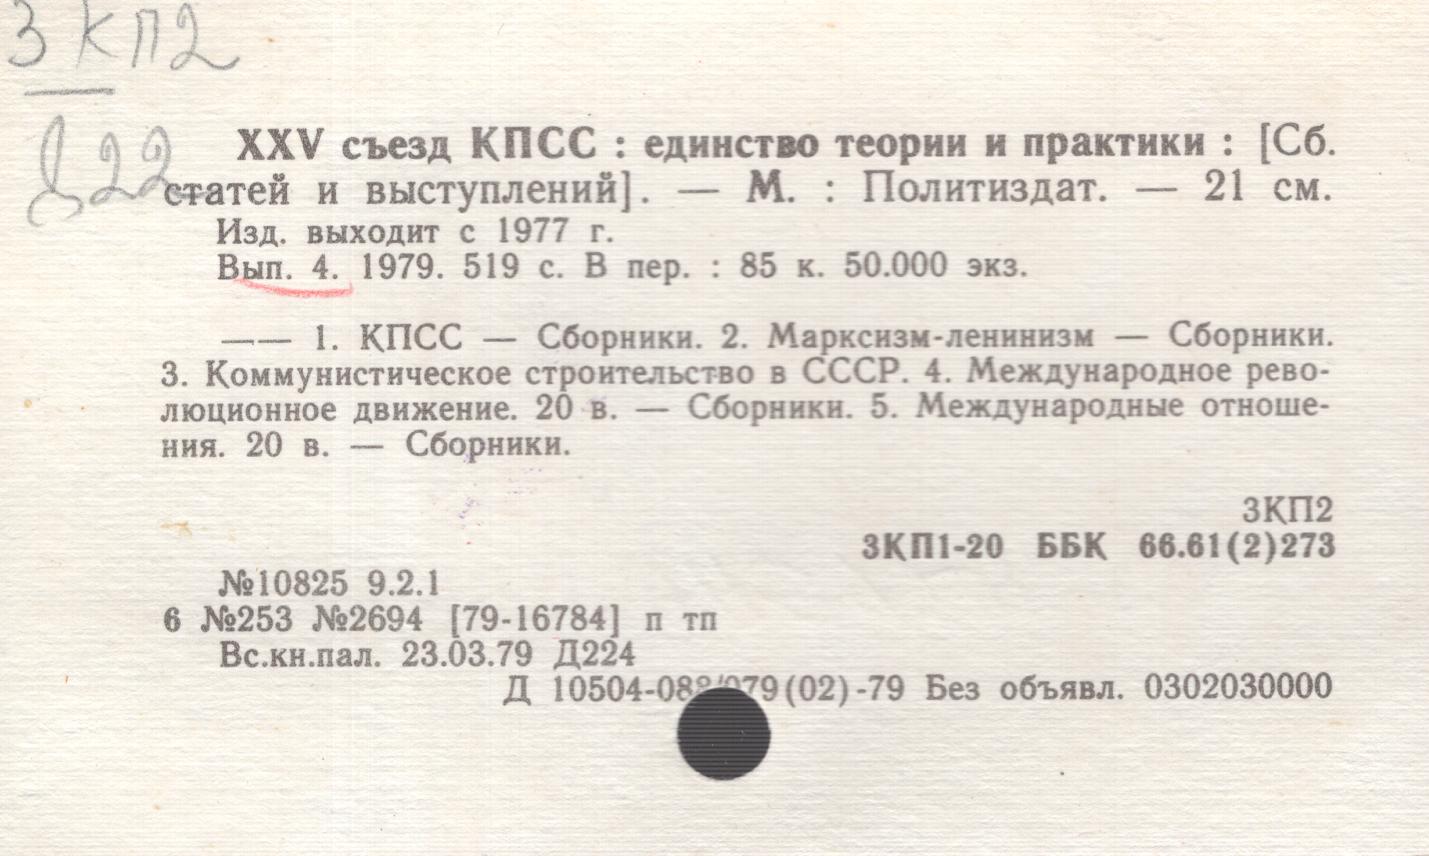 3КП2
Д22
XXV съезд КПСС : единство теории и практики : [Сб.
статей и выступлений]. — М. : Политиздат. — 21 см.
Изд. выходит с 1977 г.
Вып. 4. 1979. 519 с. В пер. : 85 к. 50.000 экз.
—— 1. КПСС — Сборники. 2. Марксизм-ленинизм — Сборники.
3. Коммунистическое строительство в СССР. 4. Международное рево-
люционное движение. 20 в. — Сборники. 5. Международные отноше-
ния. 20 в. — Сборники.
3КП2
3КП1-20 ББК 66.61(2)273
№10825 9.2.1
6 №253 №2694 [79-16784] п тп
Вс.кн.пал. 23.03.79 Д224
Д 10504-088/079(02)-79 Без объявл. 0302030000